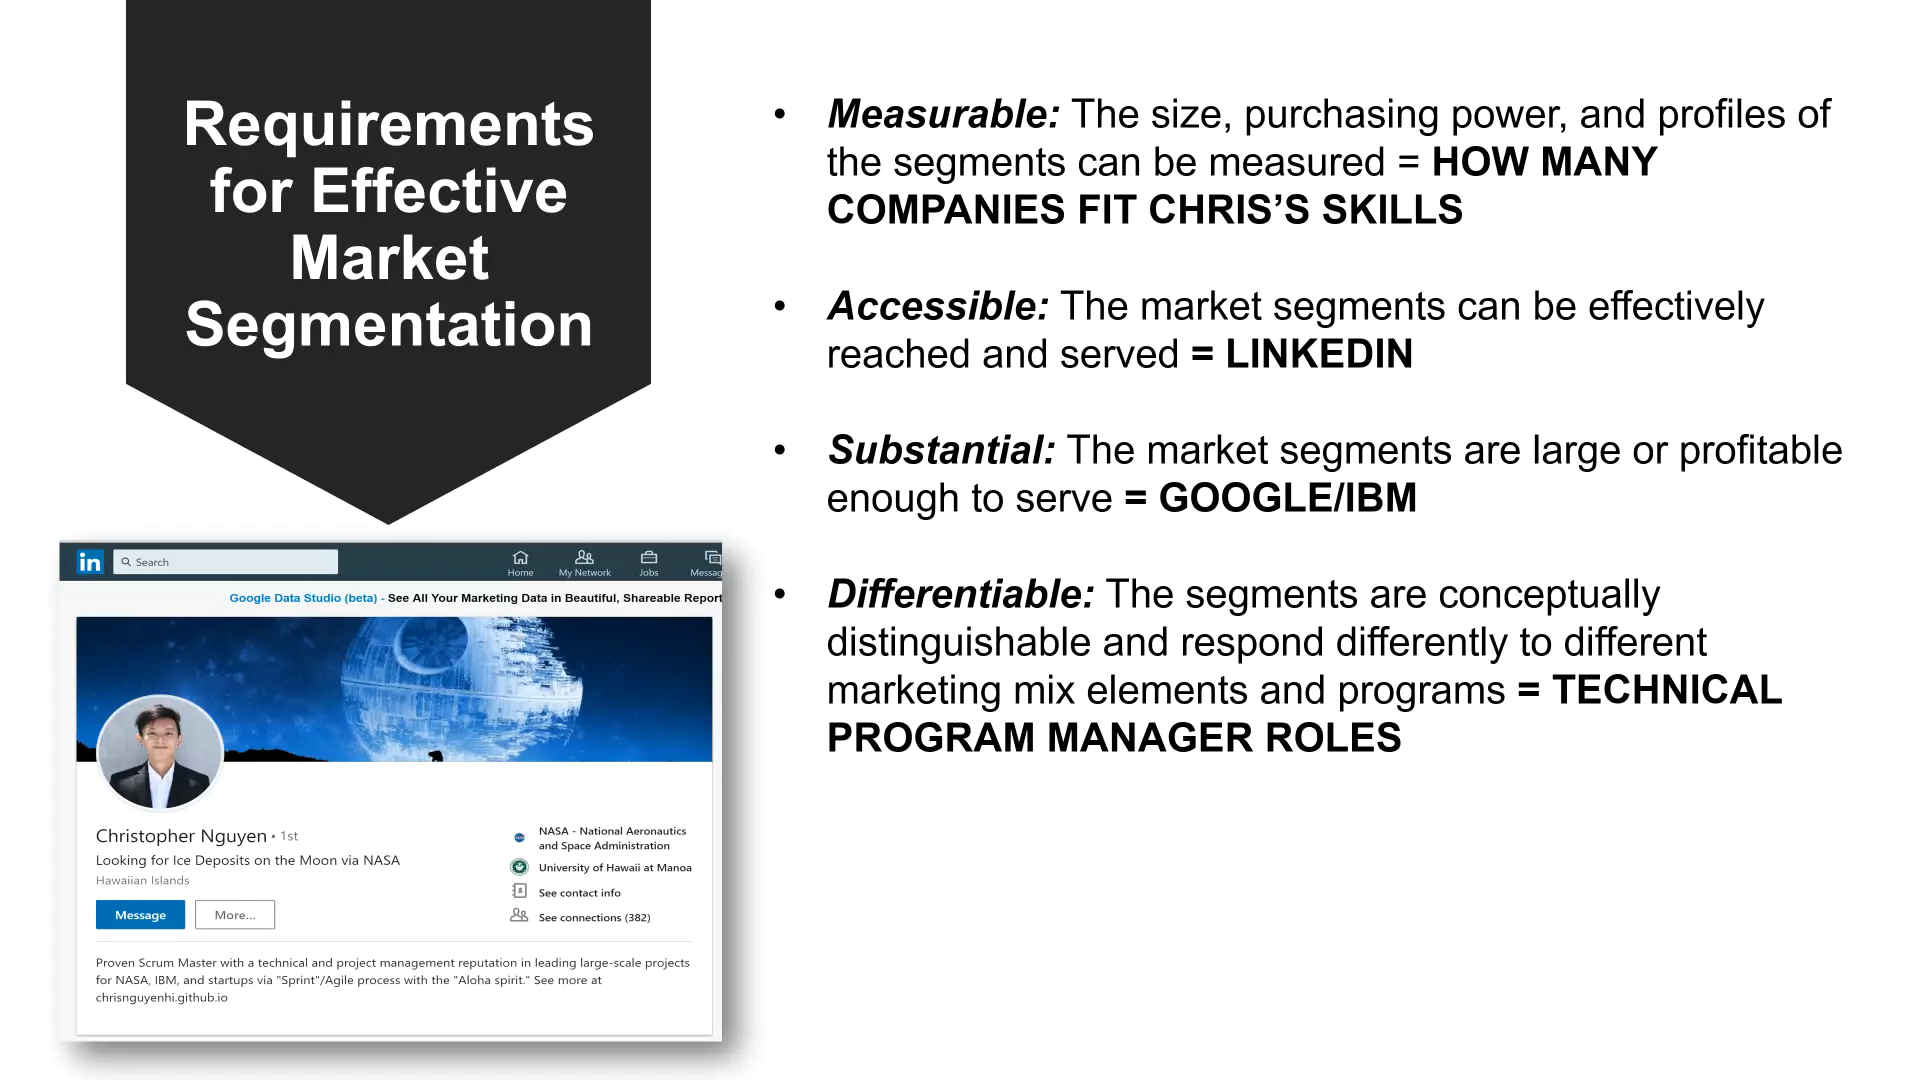 Requirements
for Effective
Market
Segmentation
• Measurable: The size, purchasing power, and profiles of
the segments can be measured = HOW MANY
COMPANIES FIT CHRIS’S SKILLS
• Accessible: The market segments can be effectively
reached and served = LINKEDIN
• Substantial: The market segments are large or profitable
enough to serve = GOOGLE/IBM
• Differentiable: The segments are conceptually
distinguishable and respond differently to different
marketing mix elements and programs = TECHNICAL
PROGRAM MANAGER ROLES
in Search Home My Network Jobs Messag
Google Data Studio (beta) - See All Your Marketing Data in Beautiful, Shareable Report
Christopher Nguyen • 1st
Looking for Ice Deposits on the Moon via NASA
Hawaiian Islands
Message More...
NASA - National Aeronautics
and Space Administration
University of Hawaii at Manoa
See contact info
See connections (382)
Proven Scrum Master with a technical and project management reputation in leading large-scale projects
for NASA, IBM, and startups via "Sprint"/Agile process with the "Aloha spirit." See more at
chrisnguyenhi.github.io